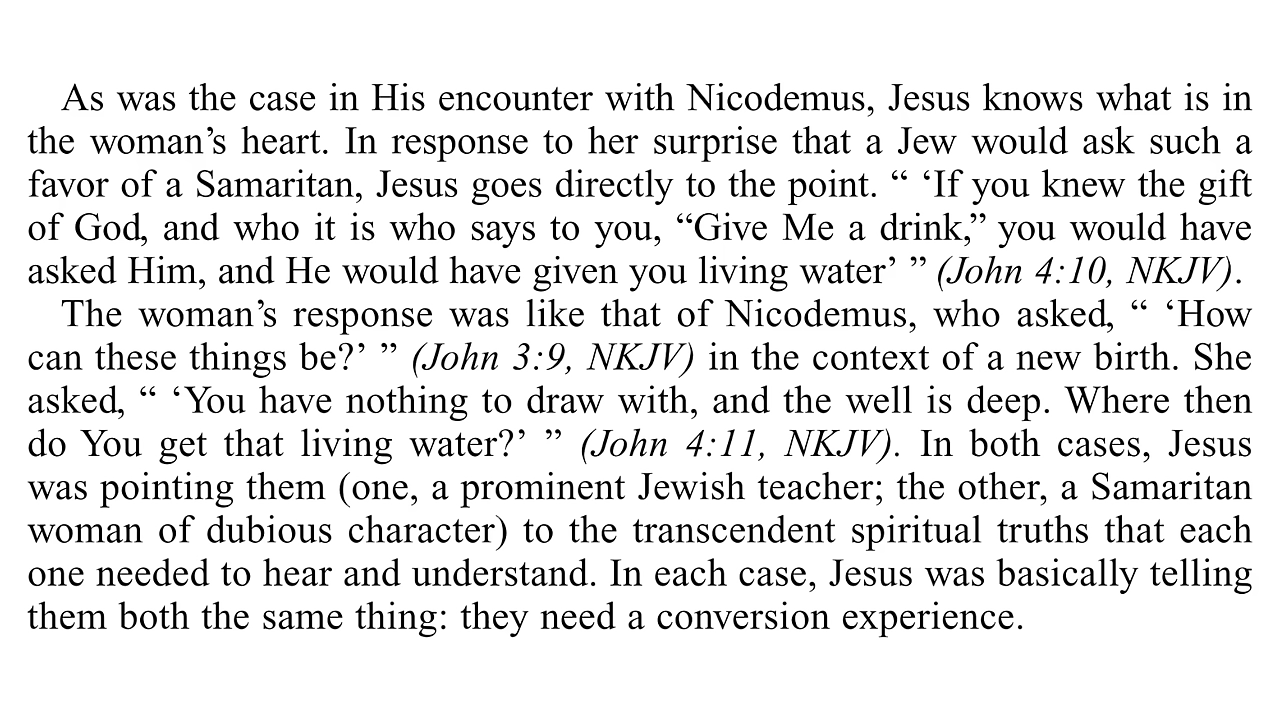 As was the case in His encounter with Nicodemus, Jesus knows what is in
the woman’s heart. In response to her surprise that a Jew would ask such a
favor of a Samaritan, Jesus goes directly to the point. “ ‘If you knew the gift
of God, and who it is who says to you, “Give Me a drink,” you would have
asked Him, and He would have given you living water’ ” (John 4:10, NKJV).
The woman’s response was like that of Nicodemus, who asked, “ ‘How
can these things be?’ ” (John 3:9, NKJV) in the context of a new birth. She
asked, “ ‘You have nothing to draw with, and the well is deep. Where then
do You get that living water?’ ” (John 4:11, NKJV). In both cases, Jesus
was pointing them (one, a prominent Jewish teacher; the other, a Samaritan
woman of dubious character) to the transcendent spiritual truths that each
one needed to hear and understand. In each case, Jesus was basically telling
them both the same thing: they need a conversion experience.